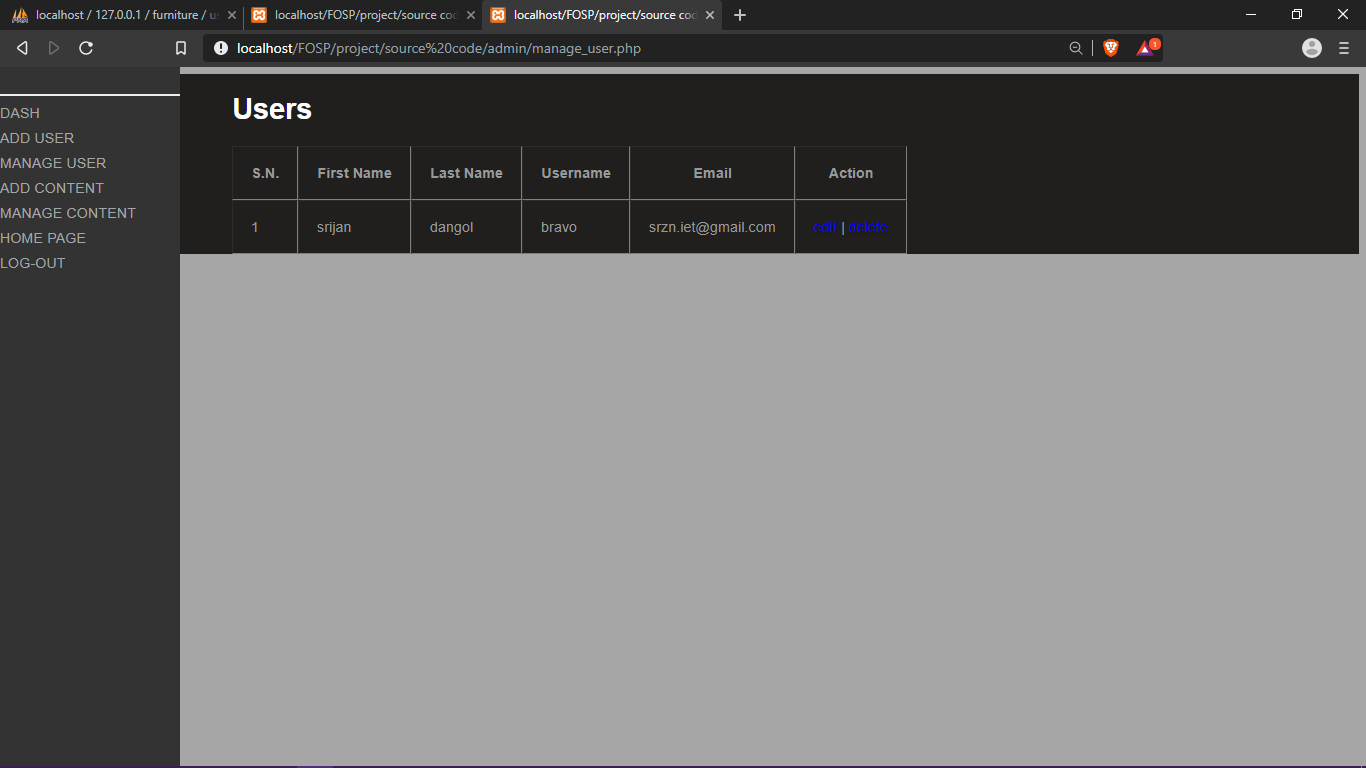 localhost / 127.0.0.1 / furniture / u
localhost/FOSP/project/source co
localhost/FOSP/project/source co
localhost/FOSP/project/source%20code/admin/manage_user.php
1
DASH
ADD USER
MANAGE USER
ADD CONTENT
MANAGE CONTENT
HOME PAGE
LOG-OUT
Users
S.N. First Name Last Name Username Email Action
1 srijan dangol bravo srzn.iet@gmail.com edit | delete